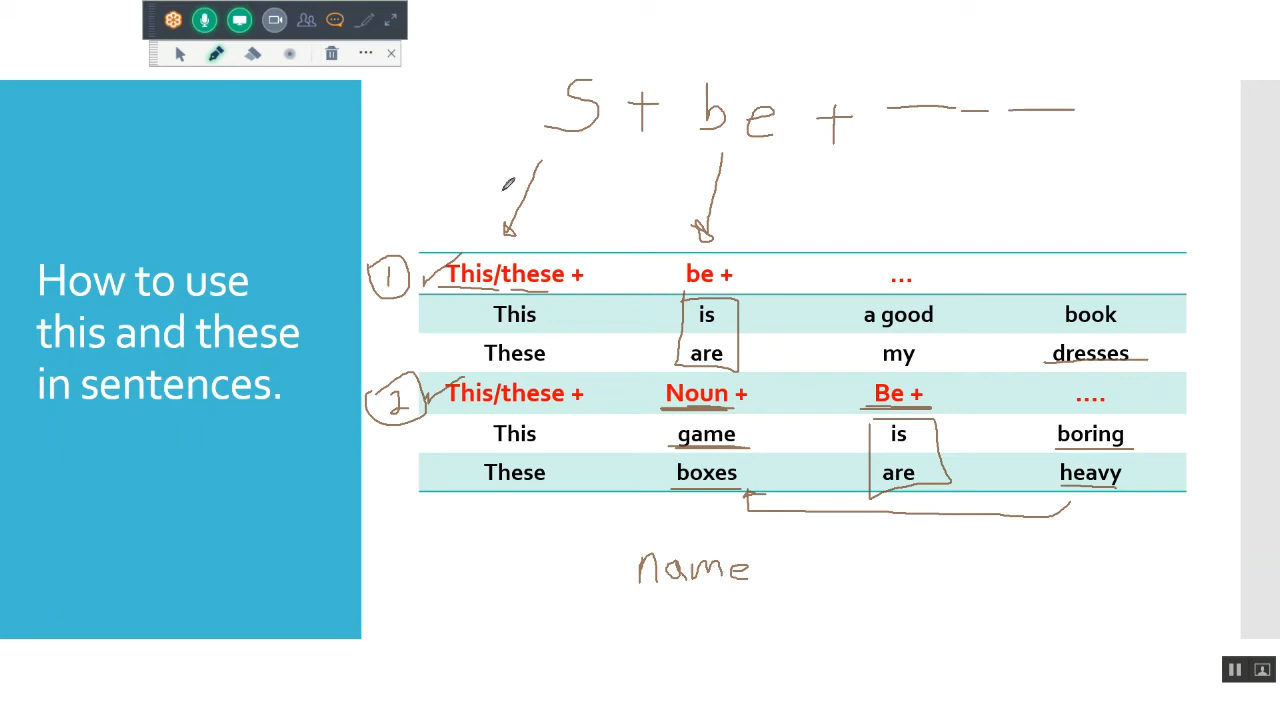 S + be + ___ _ ___
How to use
this and these
in sentences.
1 This/these + be + ...
This is a good book
These are my dresses
2 This/these + Noun + Be + ....
This game is boring
These boxes are heavy
name